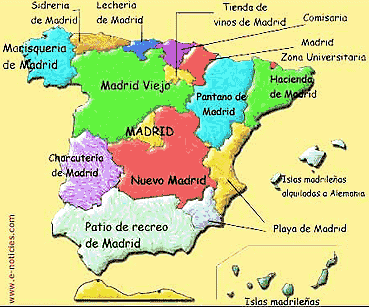 Sidreria
de Madrid
Lecheria
de Madrid
Tienda de
vinos de Madrid
Comisaria
Madrid
Zona Universitaria
Marisqueria
de Madrid
Madrid Viejo
Pantano de
Madrid
Hacienda
de Madrid
MADRID
Charcuteria
de Madrid
Nuevo Madrid
Islas madrileñas
alquiladas a Alemania
Patio de recreo
de Madrid
Playa de Madrid
Islas madrileñas
www.e-noticies.com